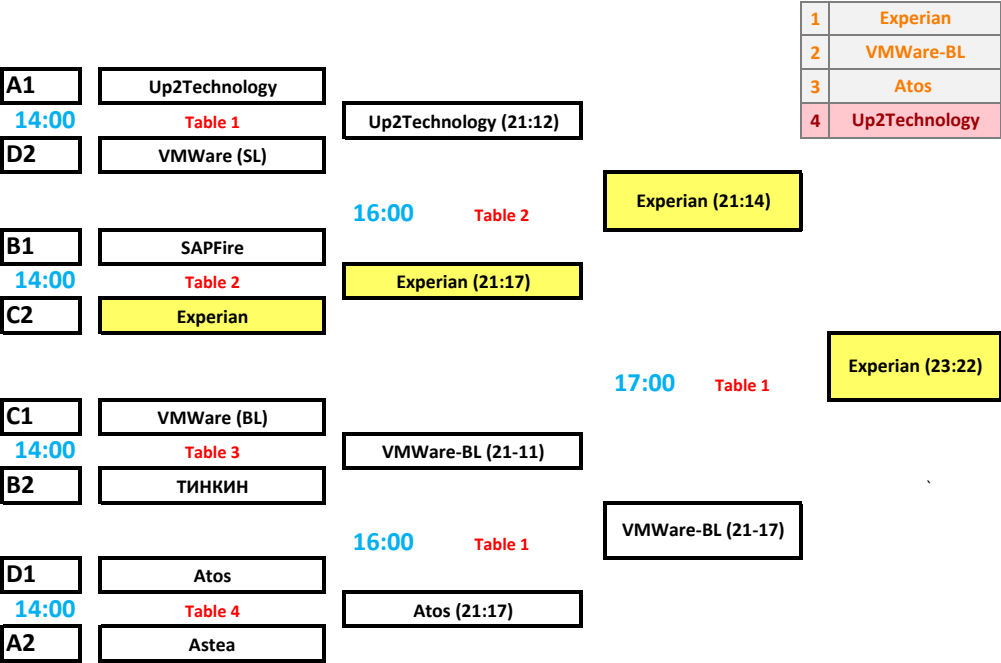 1 Experian
2 VMWare-BL
3 Atos
4 Up2Technology
A1 Up2Technology
14:00 Table 1 Up2Technology (21:12)
D2 VMWare (SL)
Experian (21:14)
16:00 Table 2
B1 SAPFire
14:00 Table 2 Experian (21:17)
C2 Experian
Experian (23:22)
17:00 Table 1
C1 VMWare (BL)
14:00 Table 3 VMWare-BL (21-11)
B2 ТИНКИН
`
VMWare-BL (21-17)
16:00 Table 1
D1 Atos
14:00 Table 4 Atos (21:17)
A2 Astea